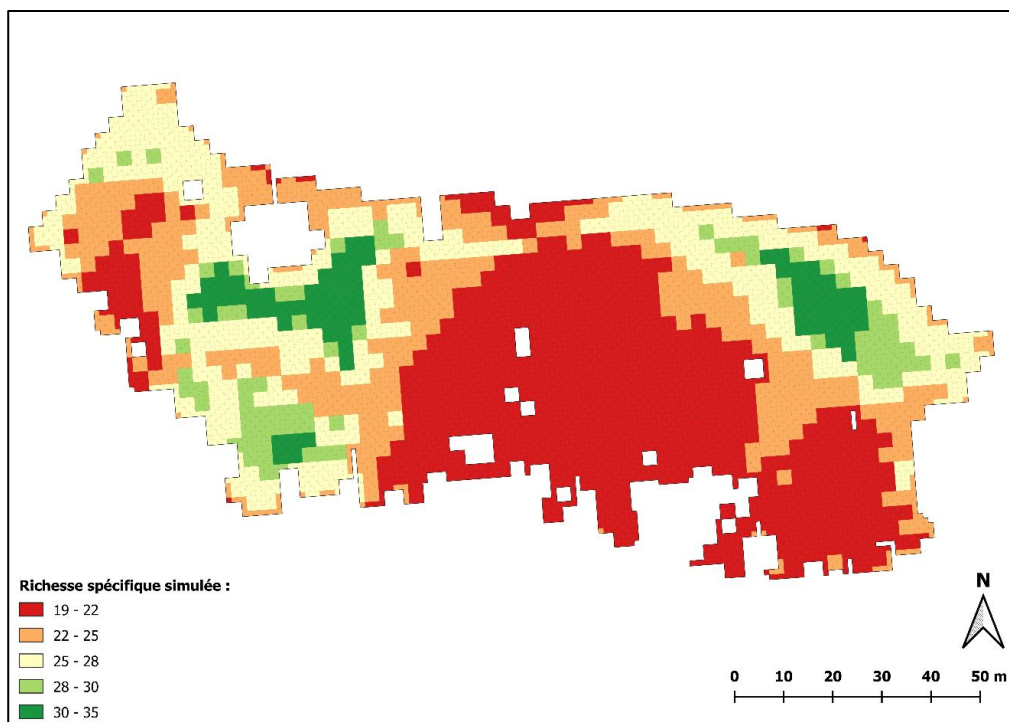 Richesse spécifique simulée :
19 - 22
22 - 25
25 - 28
28 - 30
30 - 35
N
0 10 20 30 40 50 m